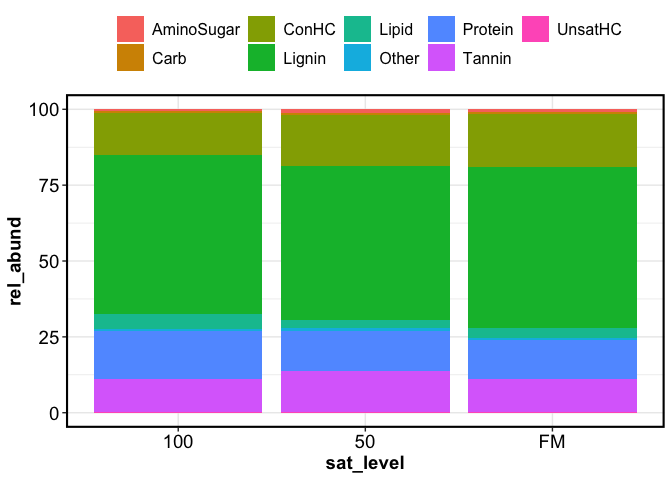 AminoSugar ConHC Lipid Protein UnsatHC
Carb Lignin Other Tannin
100
75
50
25
0
rel_abund
100 50 FM
sat_level